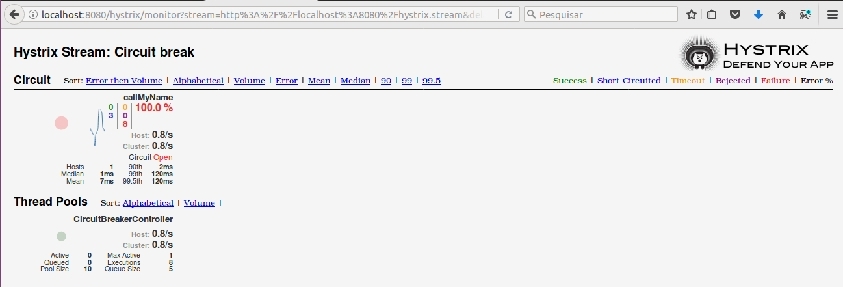 localhost:8080/hystrix/monitor?stream=http%3A%2F%2Flocalhost%3A8080%2Fhystrix.stream&del
Pesquisar
Hystrix Stream: Circuit break
HYSTRIX
DEFEND YOUR APP
Circuit Sort: Error then Volume | Alphabetical | Volume | Error | Mean | Median | 90 | 99 | 99.5
Success | Short-Circuited | Timeout | Rejected | Failure | Error %
callMyName
0 0 100.0 %
3 0
8
Host: 0.8/s
Cluster: 0.8/s
Circuit Open
Hosts 1 90th 2ms
Median 1ms 99th 120ms
Mean 7ms 99.5th 120ms
Thread Pools Sort: Alphabetical | Volume |
CircuitBreakerController
Host: 0.8/s
Cluster: 0.8/s
Active 0 Max Active 1
Queued 0 Executions 8
Pool Size 10 Queue Size 5